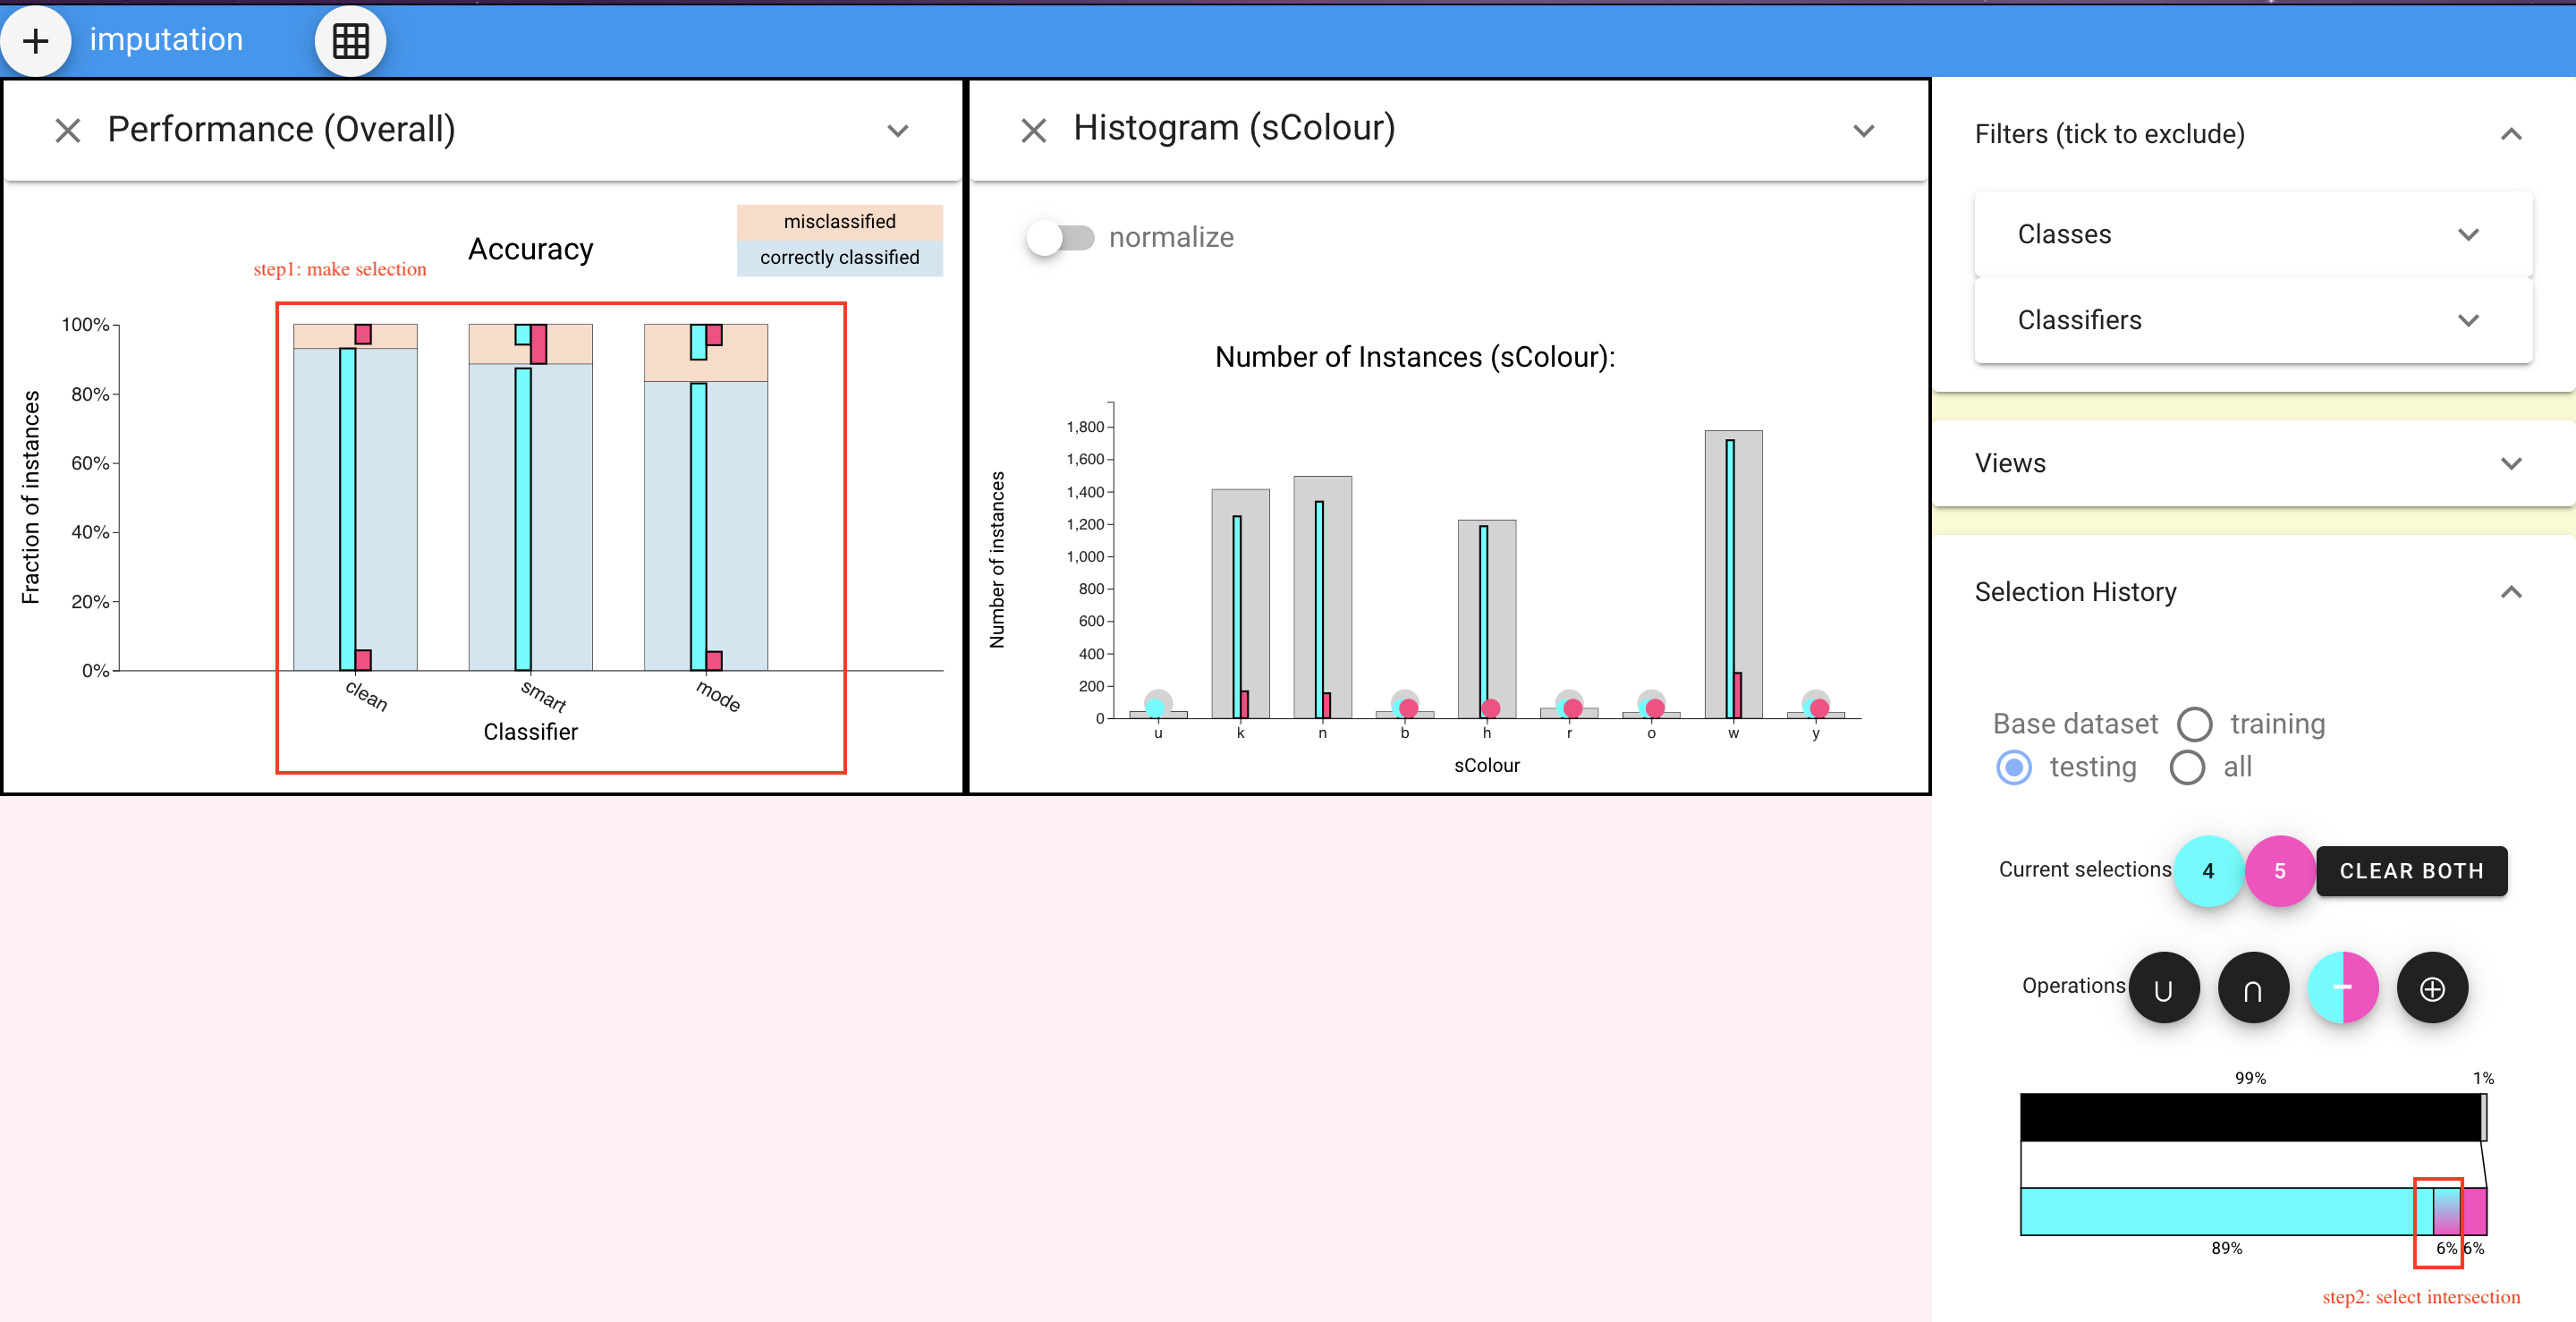 imputation
Performance (Overall)
misclassified
correctly classified
Accuracy
step1: make selection
Fraction of instances
100%
80%
60%
40%
20%
0%
clean
smart
mode
Classifier
Histogram (sColour)
normalize
Number of Instances (sColour):
Number of instances
1,800
1,600
1,400
1,200
1,000
800
600
400
200
0
u k n b h r o w y
sColour
Filters (tick to exclude)
Classes
Classifiers
Views
Selection History
Base dataset training
testing all
Current selections 4 5 CLEAR BOTH
Operations ∪ ∩ − ⊕
99% 1%
89% 6% 6%
step2: select intersection